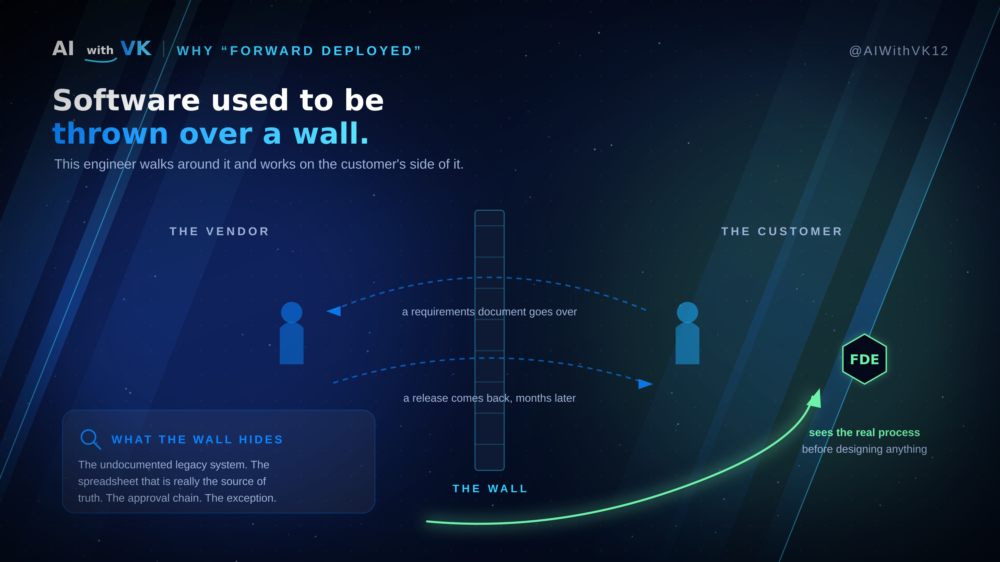 AI with VK | WHY “FORWARD DEPLOYED”
@AIWithVK12
Software used to be
thrown over a wall.
This engineer walks around it and works on the customer's side of it.
THE VENDOR
THE CUSTOMER
a requirements document goes over
FDE
a release comes back, months later
sees the real process
before designing anything
WHAT THE WALL HIDES
The undocumented legacy system. The
spreadsheet that is really the source of
truth. The approval chain. The exception.
THE WALL